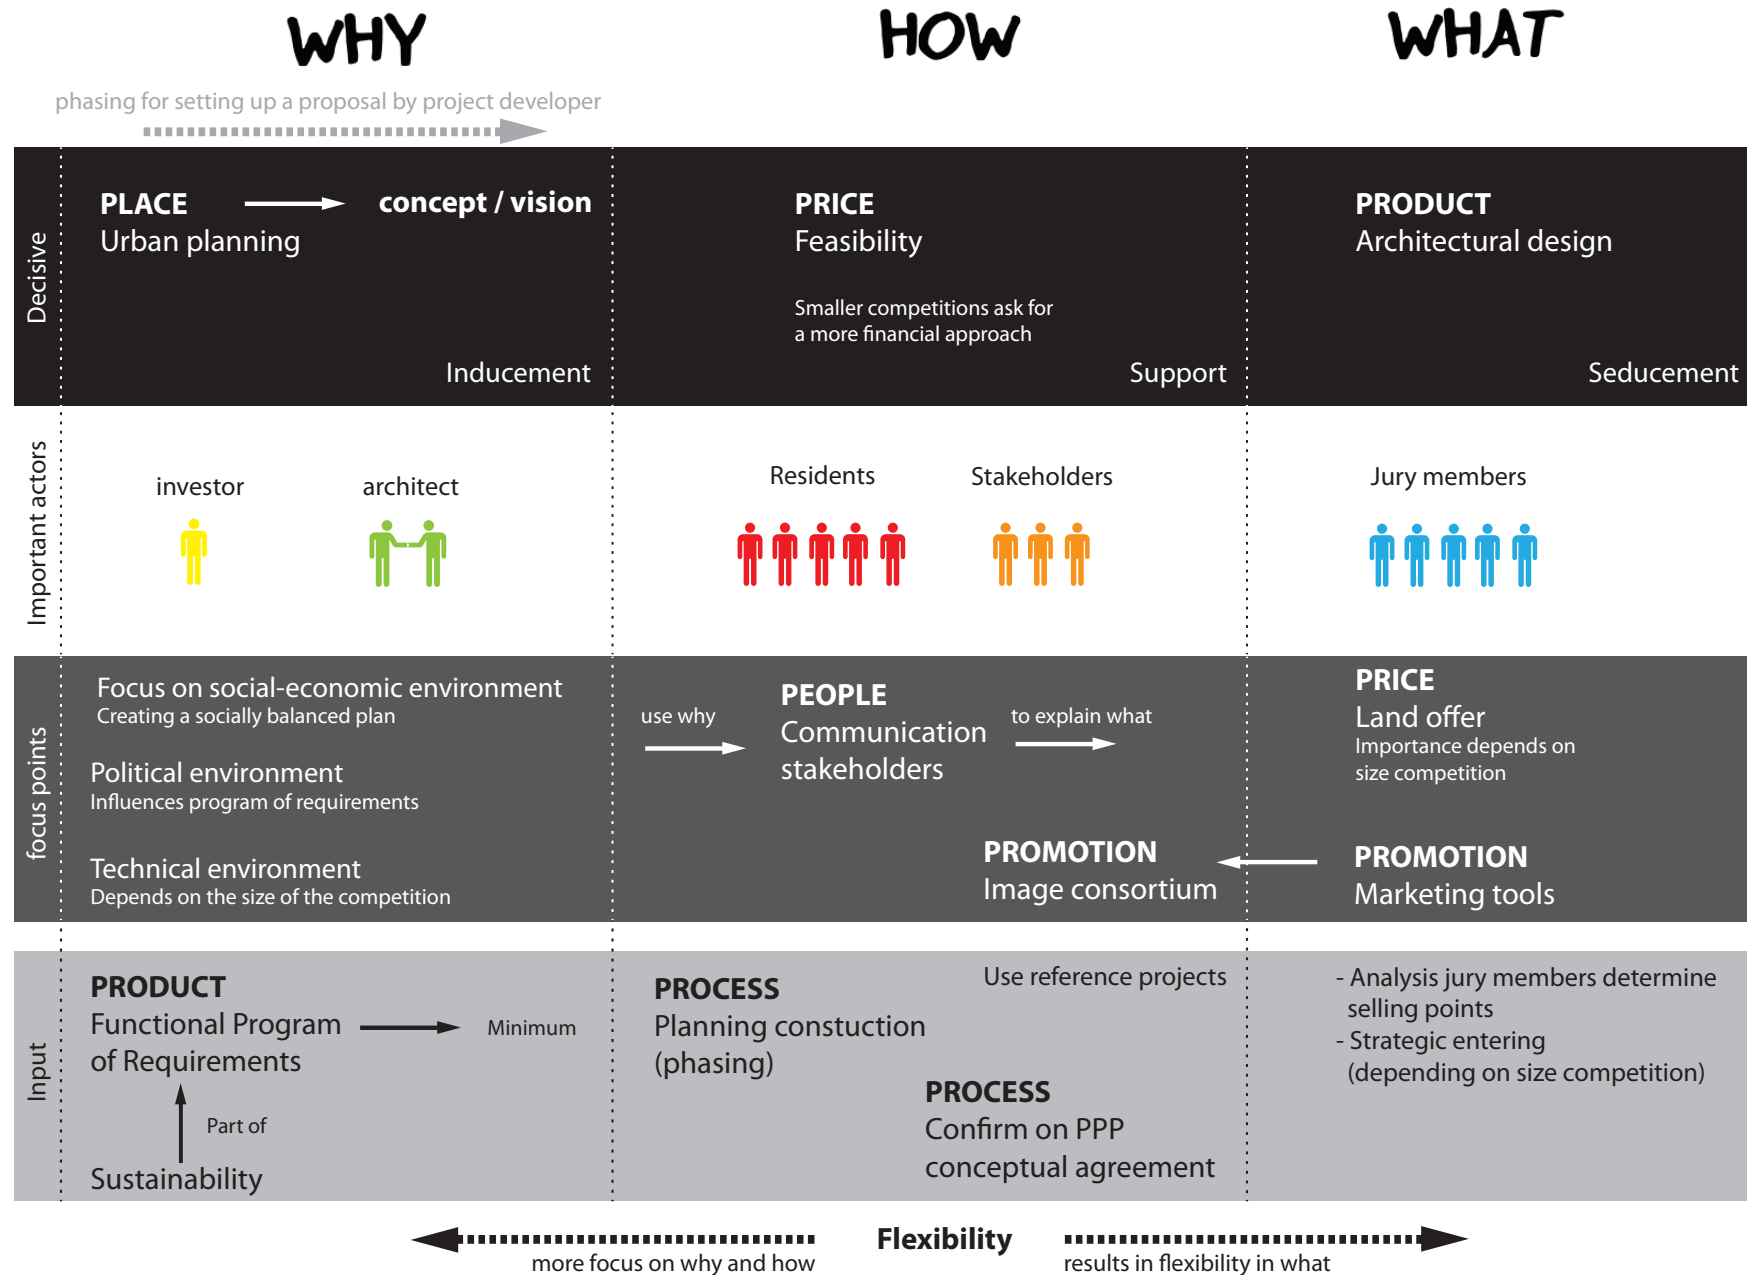 WHY
HOW
WHAT
phasing for setting up a proposal by project developer
Decisive
PLACE
concept / vision
Urban planning
Inducement
PRICE
Feasibility
Smaller competitions ask for
a more financial approach
Support
PRODUCT
Architectural design
Seducement
Important actors
investor
architect
Residents
Stakeholders
Jury members
focus points
Focus on social-economic environment
Creating a socially balanced plan
Political environment
Influences program of requirements
Technical environment
Depends on the size of the competition
use why
PEOPLE
Communication
stakeholders
to explain what
PROMOTION
Image consortium
PRICE
Land offer
Importance depends on
size competition
PROMOTION
Marketing tools
Input
PRODUCT
Functional Program
of Requirements
Minimum
Part of
Sustainability
PROCESS
Planning constuction
(phasing)
Use reference projects
PROCESS
Confirm on PPP
conceptual agreement
- Analysis jury members determine
selling points
- Strategic entering
(depending on size competition)
Flexibility
more focus on why and how
results in flexibility in what